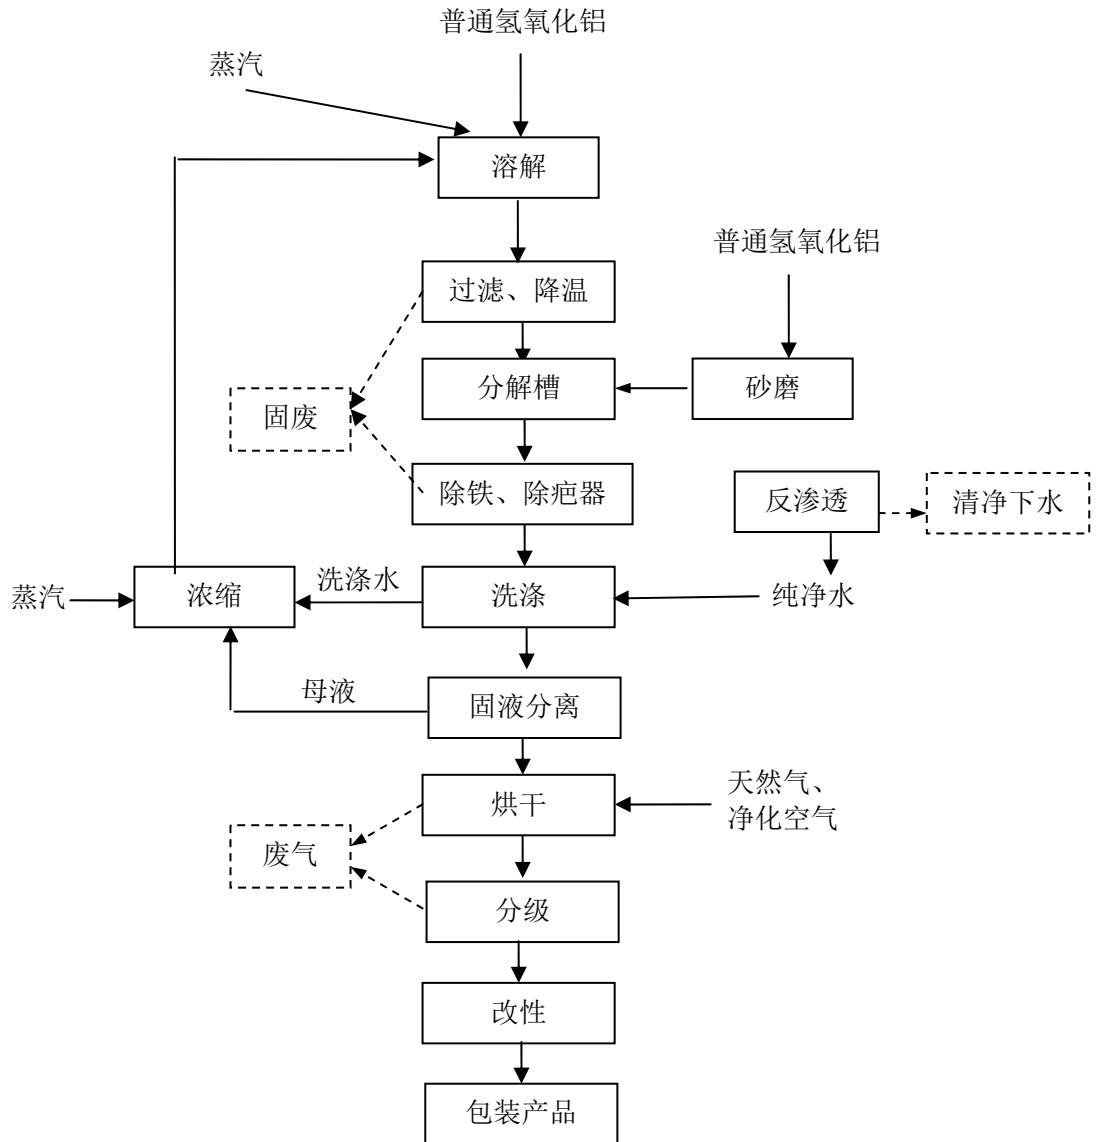 普通氢氧化铝
蒸汽
溶解
普通氢氧化铝
过滤、降温
分解槽
砂磨
固废
除铁、除疤器
反渗透
清净下水
蒸汽
浓缩
洗涤水
洗涤
纯净水
母液
固液分离
烘干
天然气、
净化空气
废气
分级
改性
包装产品